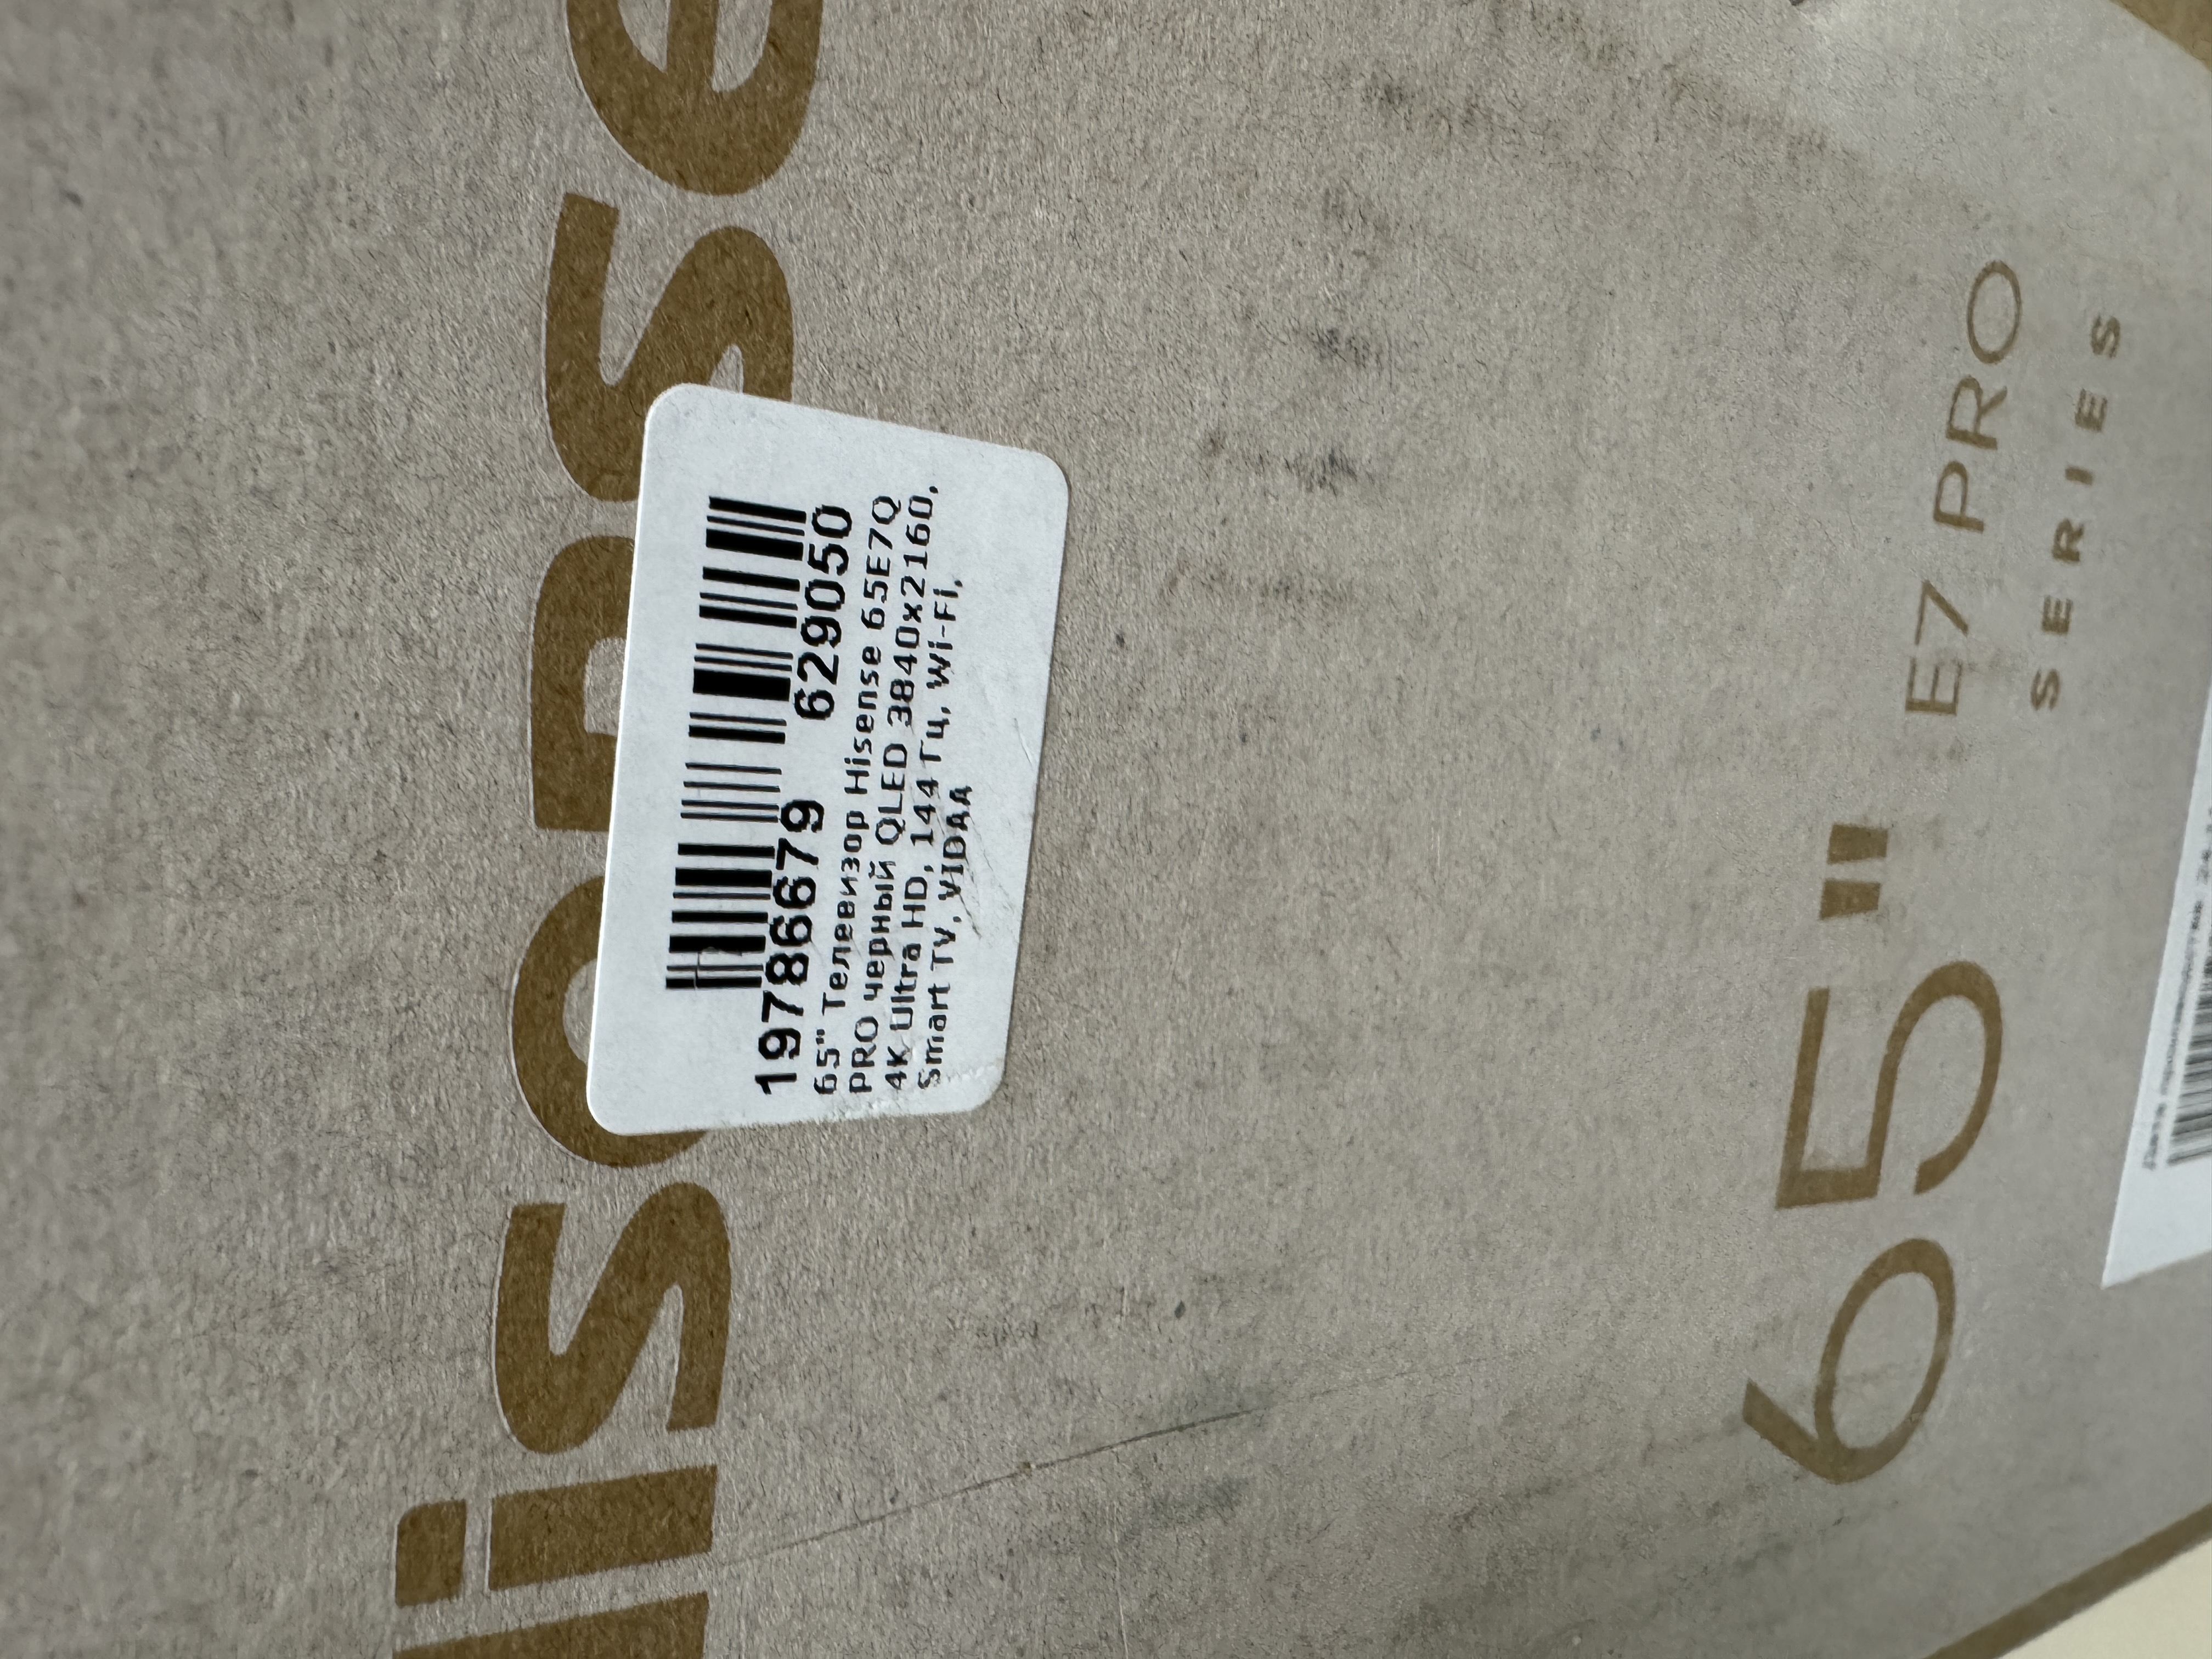 Hisense
19786679 629050
65" Телевизор Hisense 65E7Q
PRO черный QLED 3840x2160,
4K Ultra HD, 144 Гц, Wi-Fi,
Smart TV, VIDAA
65" E7 PRO
SERIES